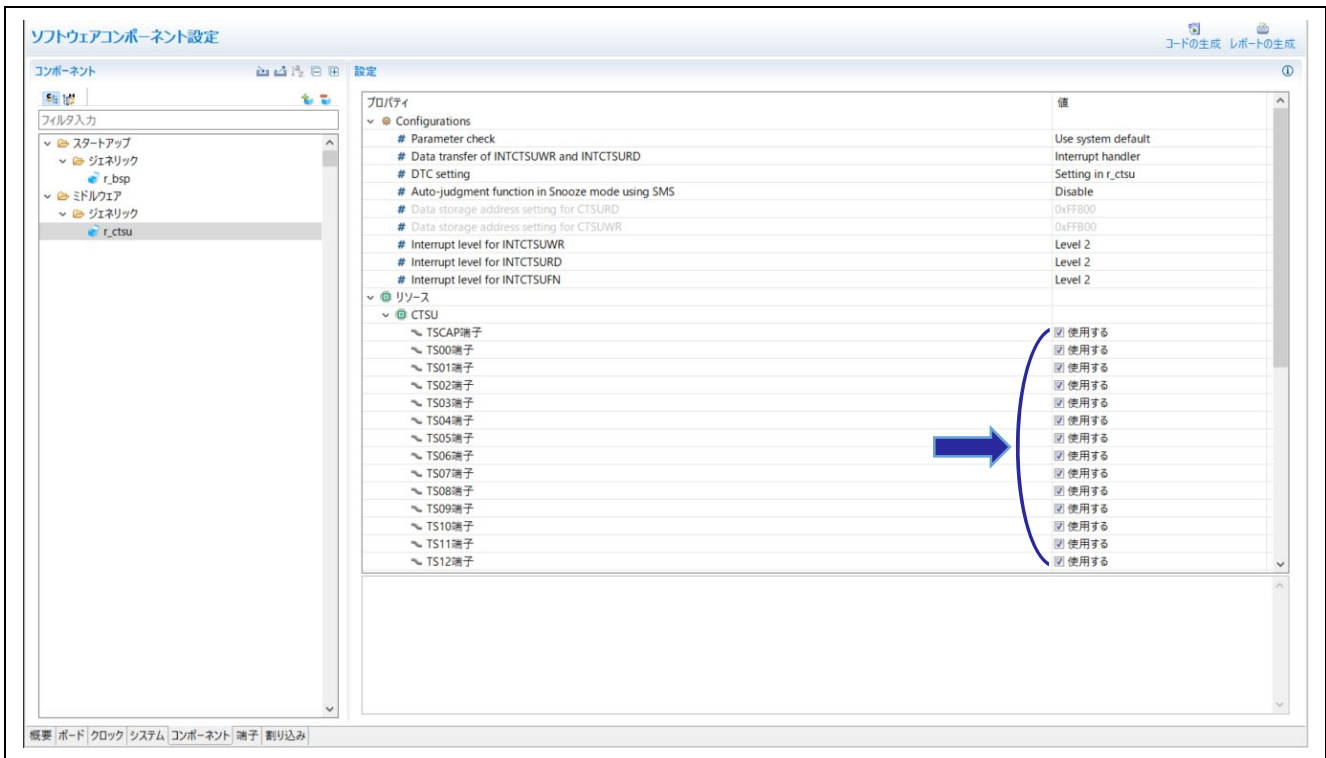 ソフトウェアコンポーネント設定
コードの生成 レポートの生成
コンポーネント
フィルタ入力
スタートアップ
ジェネリック
r_bsp
ミドルウェア
ジェネリック
r_ctsu
設定
プロパティ 値
Configurations
# Parameter check Use system default
# Data transfer of INTCTSUWR and INTCTSURD Interrupt handler
# DTC setting Setting in r_ctsu
# Auto-judgment function in Snooze mode using SMS Disable
# Data storage address setting for CTSURD 0xFF800
# Data storage address setting for CTSUWR 0xFFB00
# Interrupt level for INTCTSUWR Level 2
# Interrupt level for INTCTSURD Level 2
# Interrupt level for INTCTSUFN Level 2
リソース
CTSU
TSCAP端子 使用する
TS00端子 使用する
TS01端子 使用する
TS02端子 使用する
TS03端子 使用する
TS04端子 使用する
TS05端子 使用する
TS06端子 使用する
TS07端子 使用する
TS08端子 使用する
TS09端子 使用する
TS10端子 使用する
TS11端子 使用する
TS12端子 使用する
概要 ボード クロック システム コンポーネント 端子 割り込み